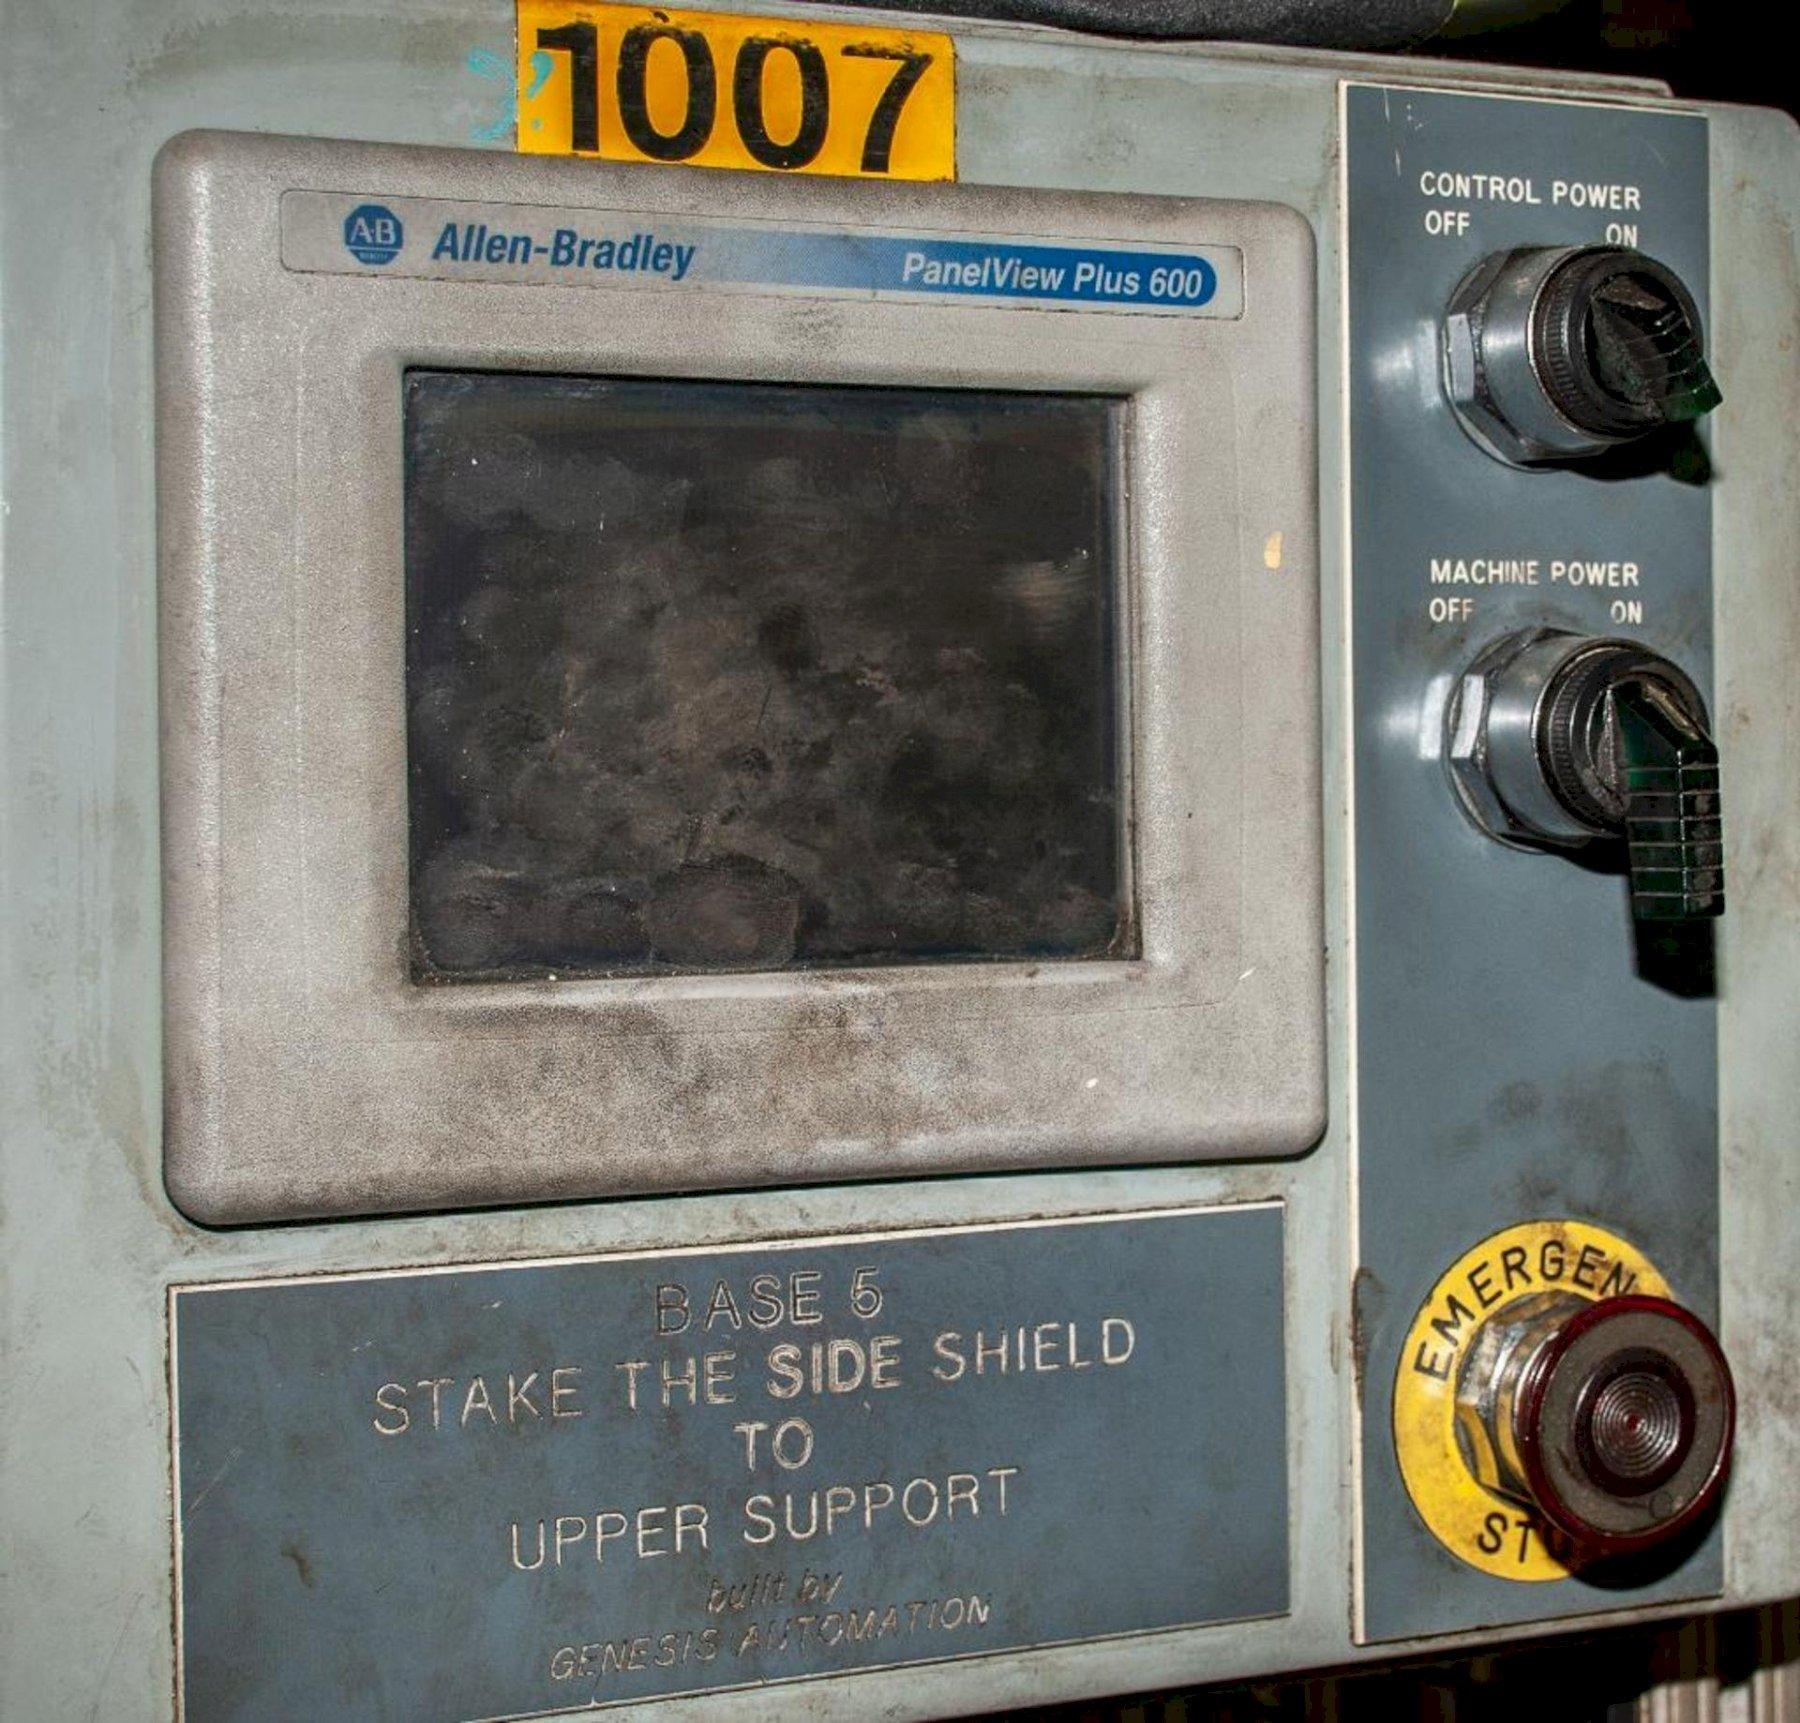 1007
A-B
Allen-Bradley
PanelView Plus 600
CONTROL POWER
OFF ON
MACHINE POWER
OFF ON
EMERGEN
STO
BASE 5
STAKE THE SIDE SHIELD
TO
UPPER SUPPORT
built by
GENESIS AUTOMATION